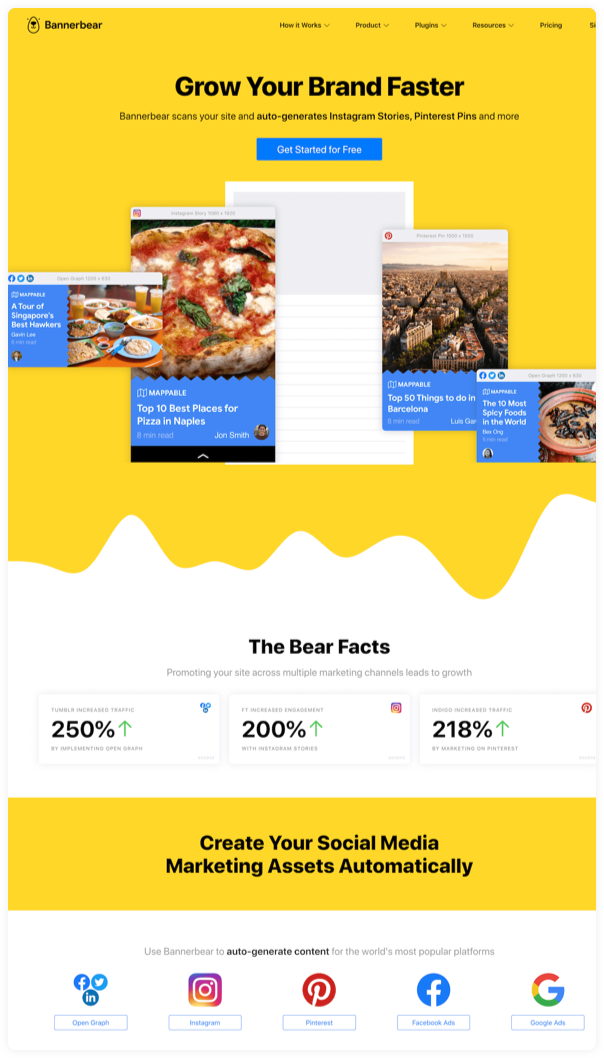 Bannerbear
How it Works
Product
Plugins
Resources
Pricing
Grow Your Brand Faster
Bannerbear scans your site and auto-generates Instagram Stories, Pinterest Pins and more
Get Started for Free
Instagram Story 1080 x 1920
Pinterest Pin 1000 x 1500
Open Graph 1200 x 630
MAPPABLE
A Tour of
Singapore's
Best Hawkers
Gavin Lee
MAPPABLE
Top 10 Best Places for
Pizza in Naples
8 min read
Jon Smith
MAPPABLE
Top 50 Things to do in
Barcelona
8 min read
Luis Gar
Open Graph 1200 x 630
MAPPABLE
The 10 Most
Spicy Foods
in the World
Bex Ong
5 min read
The Bear Facts
Promoting your site across multiple marketing channels leads to growth
TUMBLR INCREASED TRAFFIC
250%
BY IMPLEMENTING OPEN GRAPH
FT INCREASED ENGAGEMENT
200%
WITH INSTAGRAM STORIES
INDIGO INCREASED TRAFFIC
218%
BY MARKETING ON PINTEREST
Create Your Social Media
Marketing Assets Automatically
Use Bannerbear to auto-generate content for the world's most popular platforms
Open Graph
Instagram
Pinterest
Facebook Ads
Google Ads